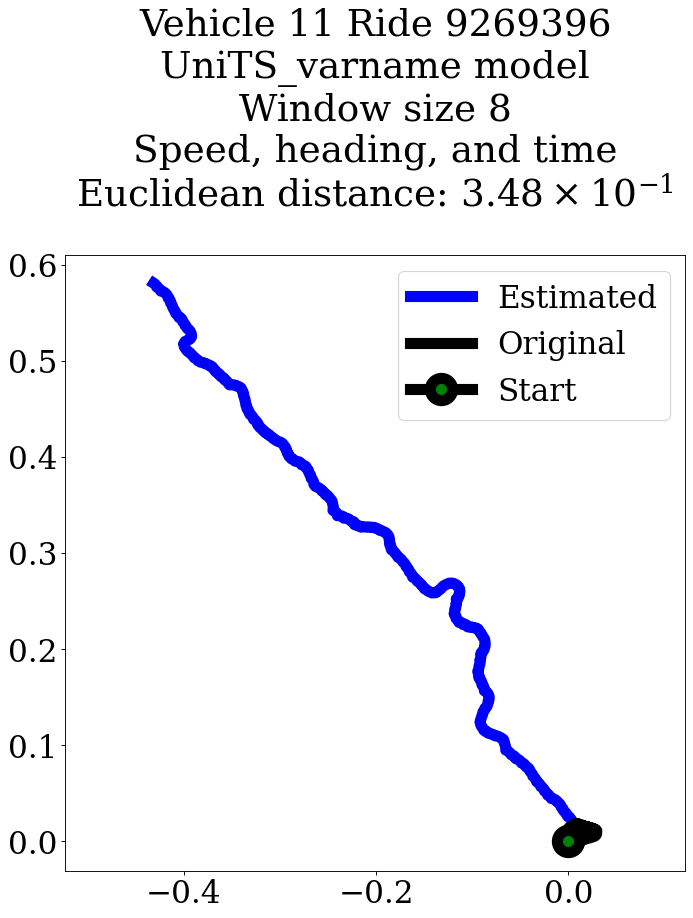 Vehicle 11 Ride 9269396
UniTS_varname model
Window size 8
Speed, heading, and time
Euclidean distance: $3.48 \times 10^{-1}$
Estimated
Original
Start
0.6
0.5
0.4
0.3
0.2
0.1
0.0
−0.4
−0.2
0.0